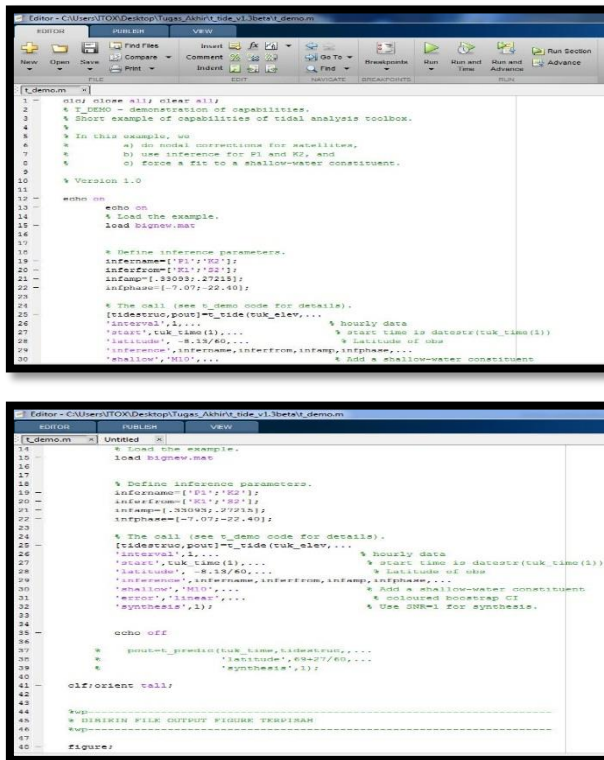 Editor - C:\Users\ITOX\Desktop\Tugas_Akhir\t_tide_v1.3beta\t_demo.m
EDITOR PUBLISH VIEW
New Open Save Find Files Compare Print Insert Comment Indent Go To Find Breakpoints Run Run and Time Run and Advance Run Section Advance
FILE EDIT NAVIGATE BREAKPOINTS RUN
t_demo.m
1 clc; close all; clear all;
2 % T_DEMO - demonstration of capabilities.
3 % Short example of capabilities of tidal analysis toolbox.
4 %
5 % In this example, we
6 % a) do nodal corrections for satellites,
7 % b) use inference for P1 and K2, and
8 % c) force a fit to a shallow-water constituent.
9
10 % Version 1.0
11
12 echo on
13 echo on
14 % Load the example.
15 load bignew.mat
16
17
18 % Define inference parameters.
19 infername=['P1';'K2'];
20 inferfrom=['K1';'S2'];
21 infamp=[.33093;.27215];
22 infphase=[-7.07;-22.40];
23
24 % The call (see t_demo code for details).
25 [tidestruc,pout]=t_tide(tuk_elev,...
26 'interval',1,... % hourly data
27 'start',tuk_time(1),... % start time is datestr(tuk_time(1))
28 'latitude', -8.13/60,... % Latitude of obs
29 'inference',infername,inferfrom,infamp,infphase,...
30 'shallow','M10',... % Add a shallow-water constituent
Editor - C:\Users\ITOX\Desktop\Tugas_Akhir\t_tide_v1.3beta\t_demo.m
EDITOR PUBLISH VIEW
t_demo.m Untitled
14 % Load the example.
15 load bignew.mat
16
17
18 % Define inference parameters.
19 infername=['P1';'K2'];
20 inferfrom=['K1';'S2'];
21 infamp=[.33093;.27215];
22 infphase=[-7.07;-22.40];
23
24 % The call (see t_demo code for details).
25 [tidestruc,pout]=t_tide(tuk_elev,...
26 'interval',1,... % hourly data
27 'start',tuk_time(1),... % start time is datestr(tuk_time(1))
28 'latitude', -8.13/60,... % Latitude of obs
29 'inference',infername,inferfrom,infamp,infphase,...
30 'shallow','M10',... % Add a shallow-water constituent
31 'error','linear',... % coloured boostrap CI
32 'synthesis',1); % Use SNR=1 for synthesis.
33
34
35 echo off
36
37 % pout=t_predic(tuk_time,tidestruc,,...
38 % 'latitude',69+27/60,...
39 % 'synthesis',1);
40
41 clf;orient tall;
42
43
44 %wp---
45 % DIBIKIN FILE OUTPUT FIGURE TERPISAH
46 %wp---
47
48 figure;